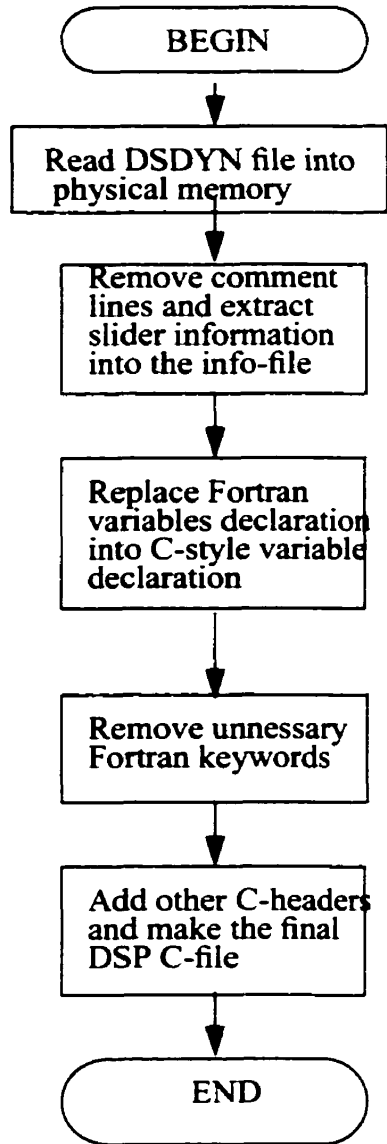 BEGIN
Read DSDYN file into
physical memory
Remove comment
lines and extract
slider information
into the info-file
Replace Fortran
variables declaration
into C-style variable
declaration
Remove unnessary
Fortran keywords
Add other C-headers
and make the final
DSP C-file
END